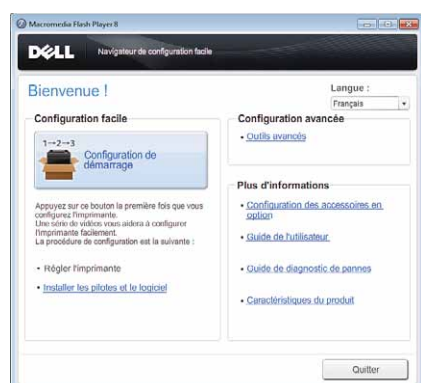 Macromedia Flash Player 8
DELL
Navigateur de configuration facile
Bienvenue !
Langue :
Français
Configuration facile
1→2→3
Configuration de
démarrage
Appuyez sur ce bouton la première fois que vous
configurez l'imprimante.
Une série de vidéos vous aidera à configurer
l'imprimante facilement.
La procédure de configuration est la suivante :
• Régler l'imprimante
• Installer les pilotes et le logiciel
Configuration avancée
• Outils avancés
Plus d'informations
• Configuration des accessoires en
option
• Guide de l'utilisateur
• Guide de diagnostic de pannes
• Caractéristiques du produit
Quitter